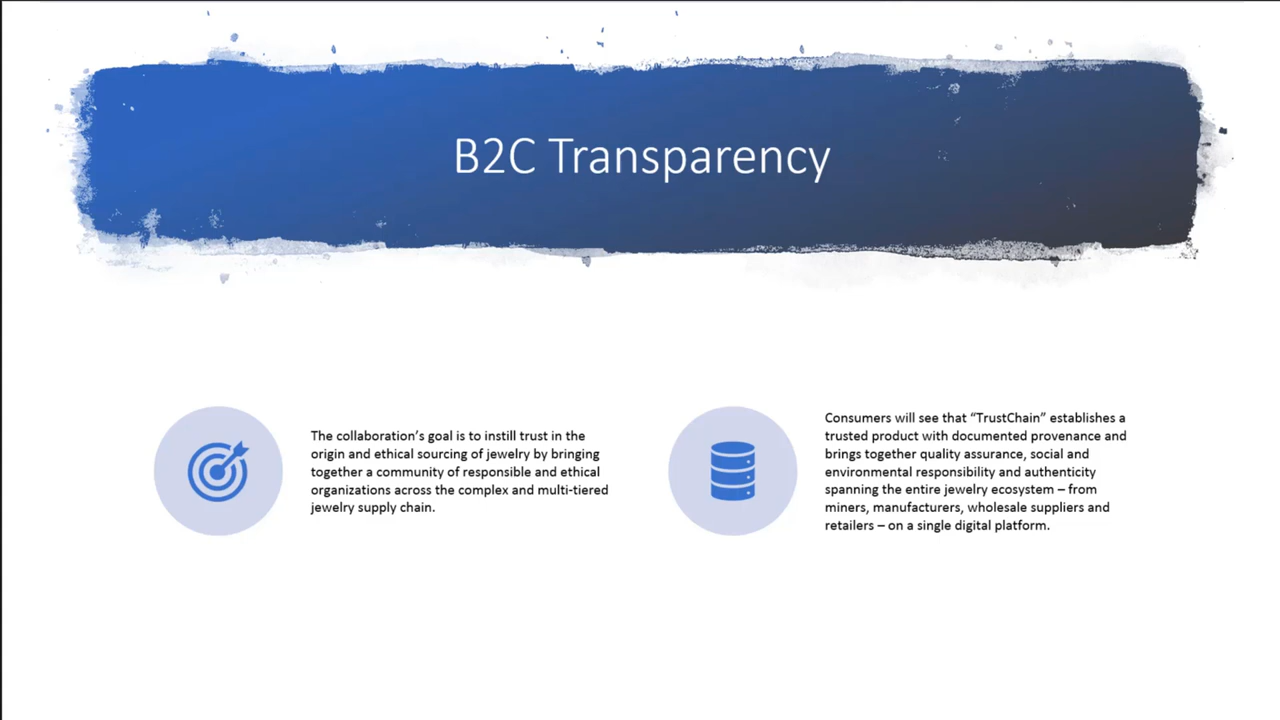 B2C Transparency
The collaboration’s goal is to instill trust in the
origin and ethical sourcing of jewelry by bringing
together a community of responsible and ethical
organizations across the complex and multi-tiered
jewelry supply chain.
Consumers will see that “TrustChain” establishes a
trusted product with documented provenance and
brings together quality assurance, social and
environmental responsibility and authenticity
spanning the entire jewelry ecosystem – from
miners, manufacturers, wholesale suppliers and
retailers – on a single digital platform.